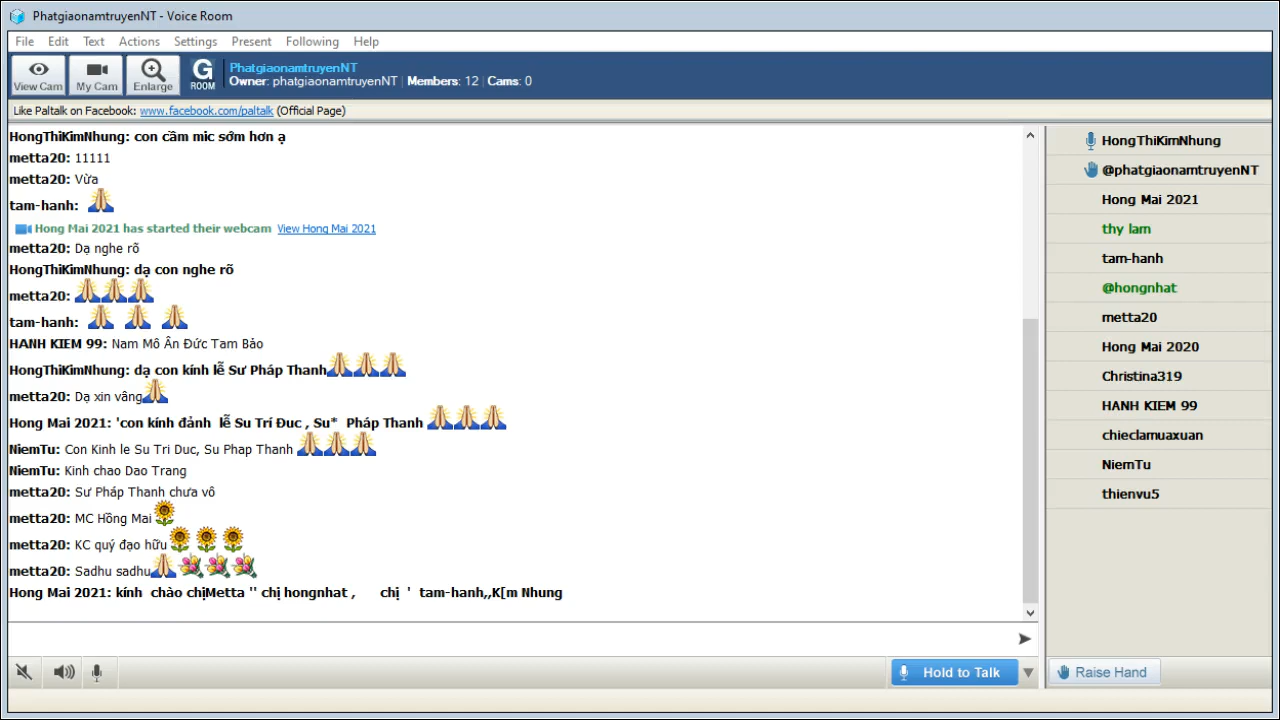 PhatgiaonamtruyenNT - Voice Room
File Edit Text Actions Settings Present Following Help
View Cam My Cam Enlarge G ROOM
PhatgiaonamtruyenNT
Owner: phatgiaonamtruyenNT | Members: 12 | Cams: 0
Like Paltalk on Facebook: www.facebook.com/paltalk (Official Page)
HongThiKimNhung: con cầm mic sớm hơn ạ
metta20: 11111
metta20: Vừa
tam-hanh:
Hong Mai 2021 has started their webcam View Hong Mai 2021
metta20: Dạ nghe rõ
HongThiKimNhung: dạ con nghe rõ
metta20:
tam-hanh:
HANH KIEM 99: Nam Mô Ân Đức Tam Bảo
HongThiKimNhung: dạ con kính lễ Sư Pháp Thanh
metta20: Dạ xin vâng
Hong Mai 2021: 'con kính đảnh lễ Su Trí Đuc , Su* Pháp Thanh
NiemTu: Con Kinh le Su Tri Duc, Su Phap Thanh
NiemTu: Kinh chao Dao Trang
metta20: Sư Pháp Thanh chưa vô
metta20: MC Hồng Mai
metta20: KC quý đạo hữu
metta20: Sadhu sadhu
Hong Mai 2021: kính chào chịMetta '' chị hongnhat , chị ' tam-hanh,,K[m Nhung
Hold to Talk
HongThiKimNhung
@phatgiaonamtruyenNT
Hong Mai 2021
thy lam
tam-hanh
@hongnhat
metta20
Hong Mai 2020
Christina319
HANH KIEM 99
chieclamuaxuan
NiemTu
thienvu5
Raise Hand